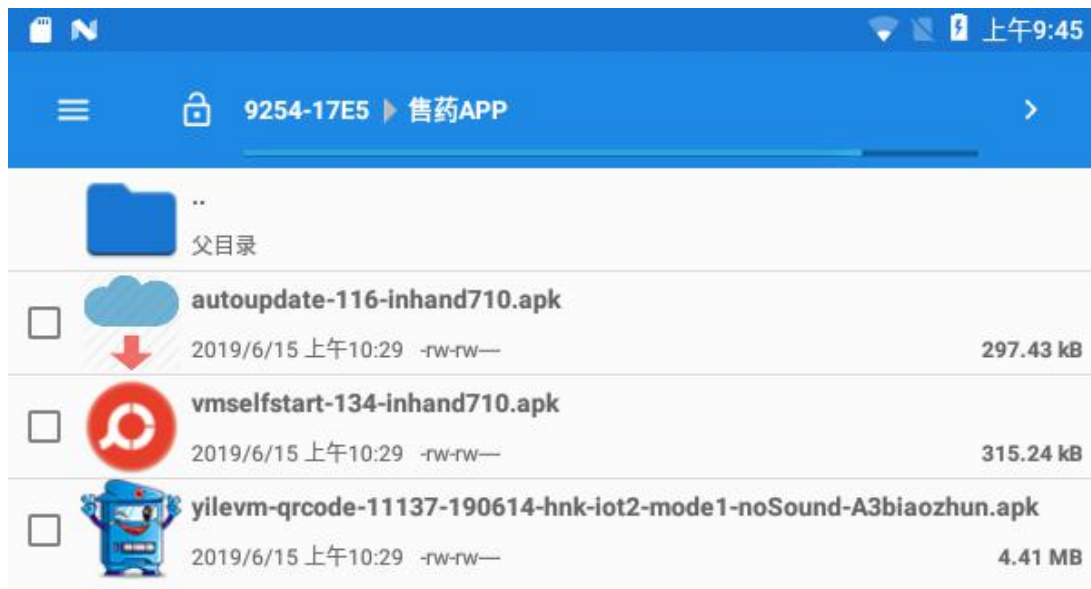 上午9:45
9254-17E5 售药APP
..
父目录
autoupdate-116-inhand710.apk
2019/6/15 上午10:29 -rw-rw—
297.43 kB
vmselfstart-134-inhand710.apk
2019/6/15 上午10:29 -rw-rw—
315.24 kB
yilevm-qrcode-11137-190614-hnk-iot2-mode1-noSound-A3biaozhun.apk
2019/6/15 上午10:29 -rw-rw—
4.41 MB